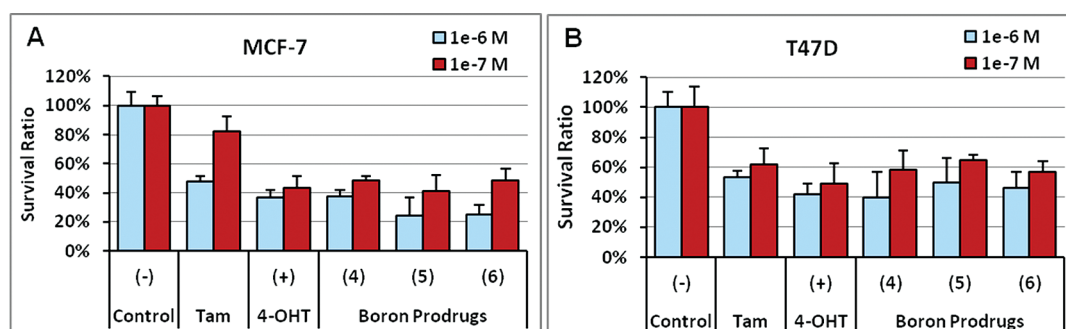 A
MCF-7
1e-6 M
1e-7 M
Survival Ratio
120%
100%
80%
60%
40%
20%
0%
(-) (+) (4) (5) (6)
Control Tam 4-OHT Boron Prodrugs
B
T47D
1e-6 M
1e-7 M
Survival Ratio
120%
100%
80%
60%
40%
20%
0%
(-) (+) (4) (5) (6)
Control Tam 4-OHT Boron Prodrugs